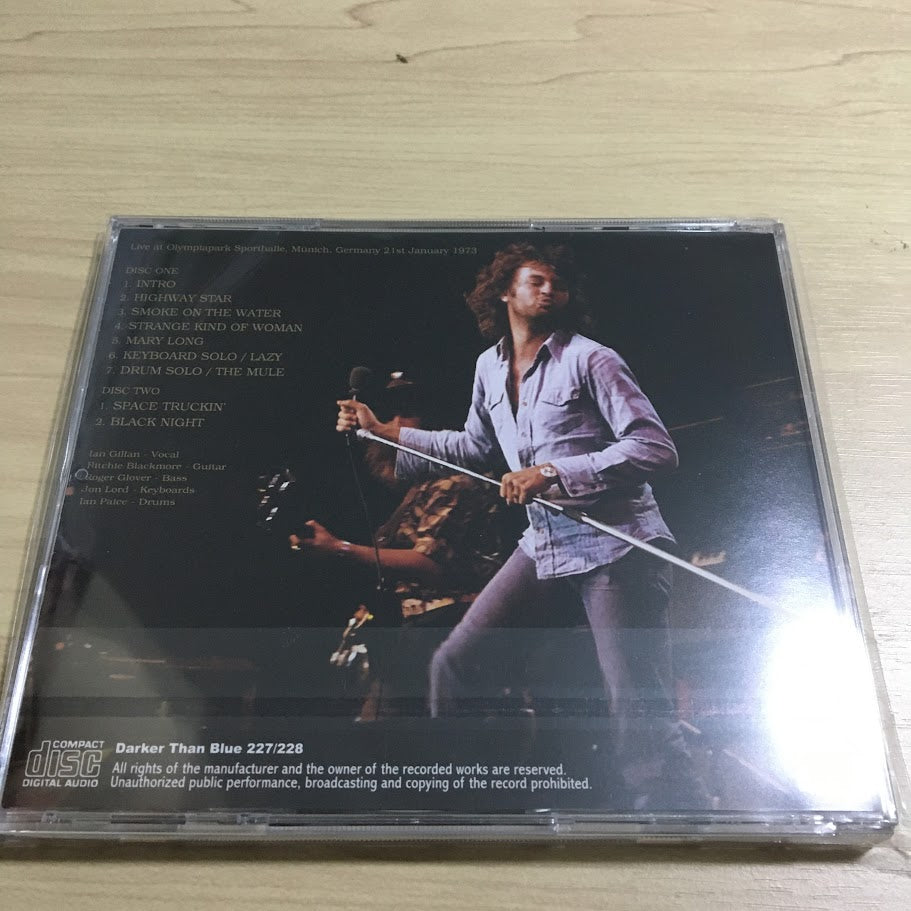 Live at Olympiapark Sporthalle, Munich, Germany 21st January 1973
DISC ONE
1. INTRO
2. HIGHWAY STAR
3. SMOKE ON THE WATER
4. STRANGE KIND OF WOMAN
5. MARY LONG
6. KEYBOARD SOLO / LAZY
7. DRUM SOLO / THE MULE
DISC TWO
1. SPACE TRUCKIN'
2. BLACK NIGHT
Ian Gillan - Vocal
Ritchie Blackmore - Guitar
Roger Glover - Bass
Jon Lord - Keyboards
Ian Paice - Drums
COMPACT
disc
DIGITAL AUDIO
Darker Than Blue 227/228
All rights of the manufacturer and the owner of the recorded works are reserved.
Unauthorized public performance, broadcasting and copying of the record prohibited.